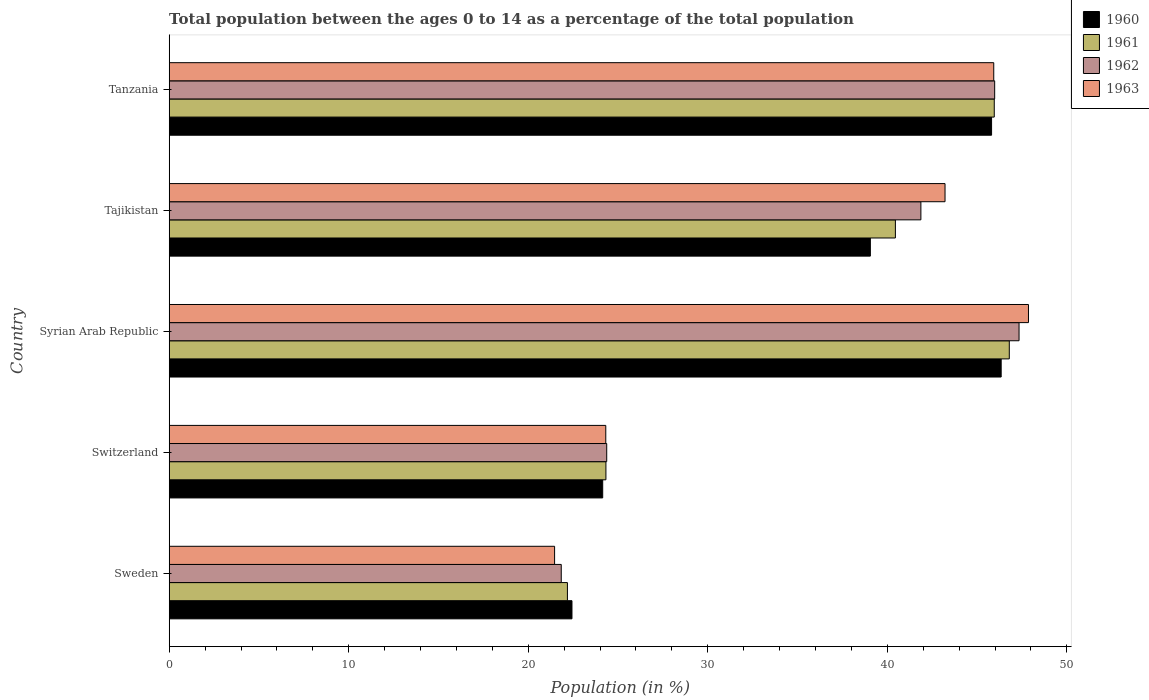 Total population between the ages 0 to 14 as a percentage of the total population
1960
1961
1962
1963
Tanzania
Tajikistan
Syrian Arab Republic
Switzerland
Sweden
Country
0
10
20
30
40
50
Population (in %)